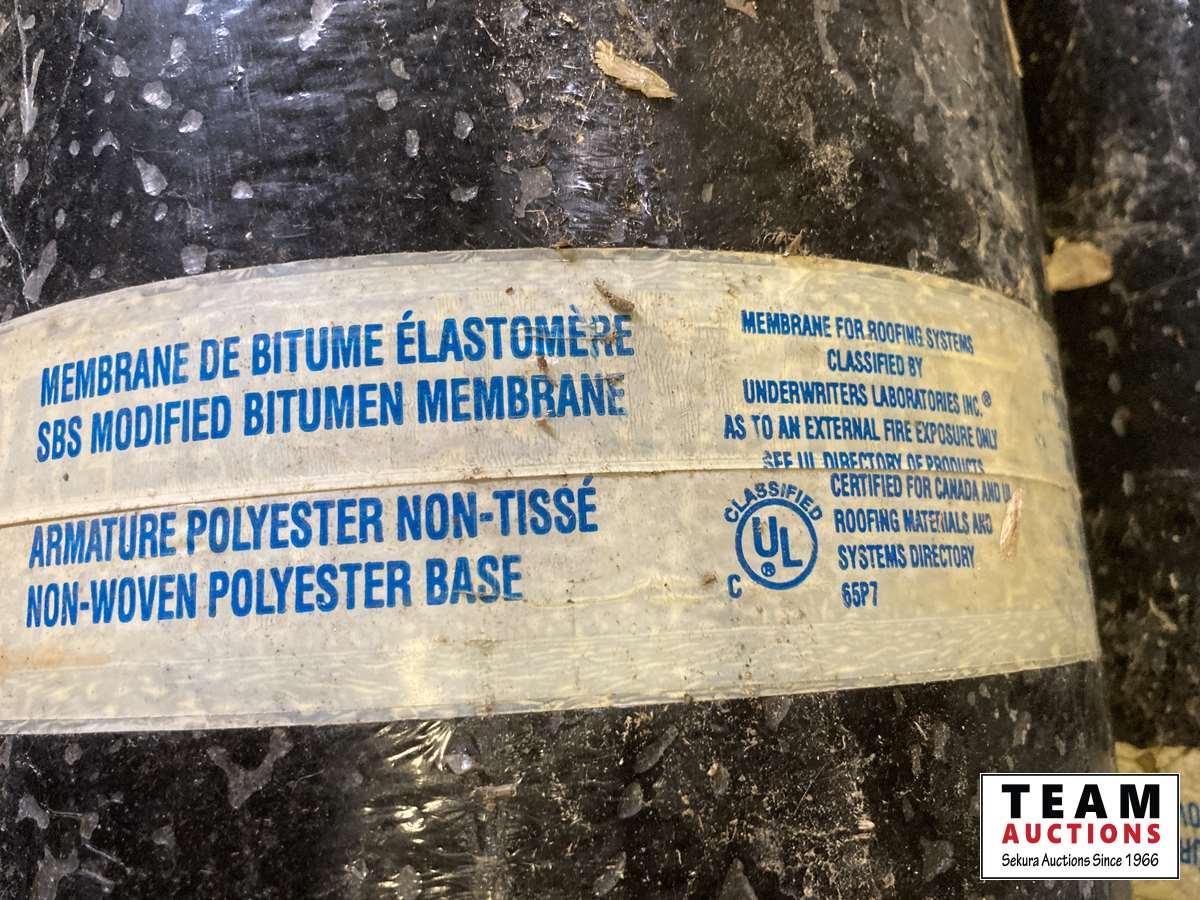 MEMBRANE DE BITUME ÉLASTOMÈRE
SBS MODIFIED BITUMEN MEMBRANE
ARMATURE POLYESTER NON-TISSÉ
NON-WOVEN POLYESTER BASE
MEMBRANE FOR ROOFING SYSTEMS
CLASSIFIED BY
UNDERWRITERS LABORATORIES INC.®
AS TO AN EXTERNAL FIRE EXPOSURE ONLY
SEE UL DIRECTORY OF PRODUCTS
CERTIFIED FOR CANADA AND UL
ROOFING MATERIALS AND
SYSTEMS DIRECTORY
65P7
CLASSIFIED
UL
®
C
TEAM
AUCTIONS
Sekura Auctions Since 1966